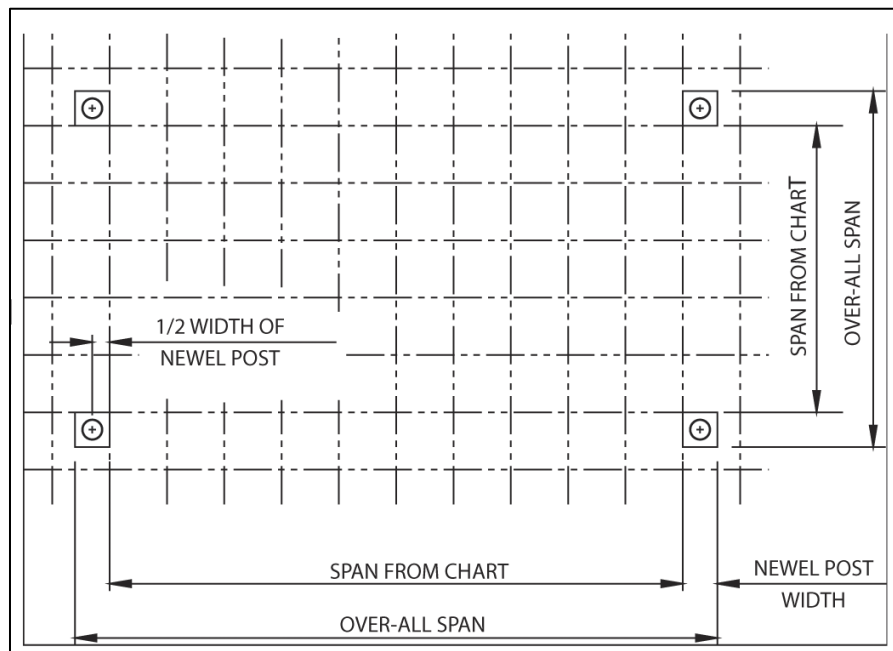 1/2 WIDTH OF
NEWEL POST
SPAN FROM CHART
OVER-ALL SPAN
SPAN FROM CHART
NEWEL POST
WIDTH
OVER-ALL SPAN